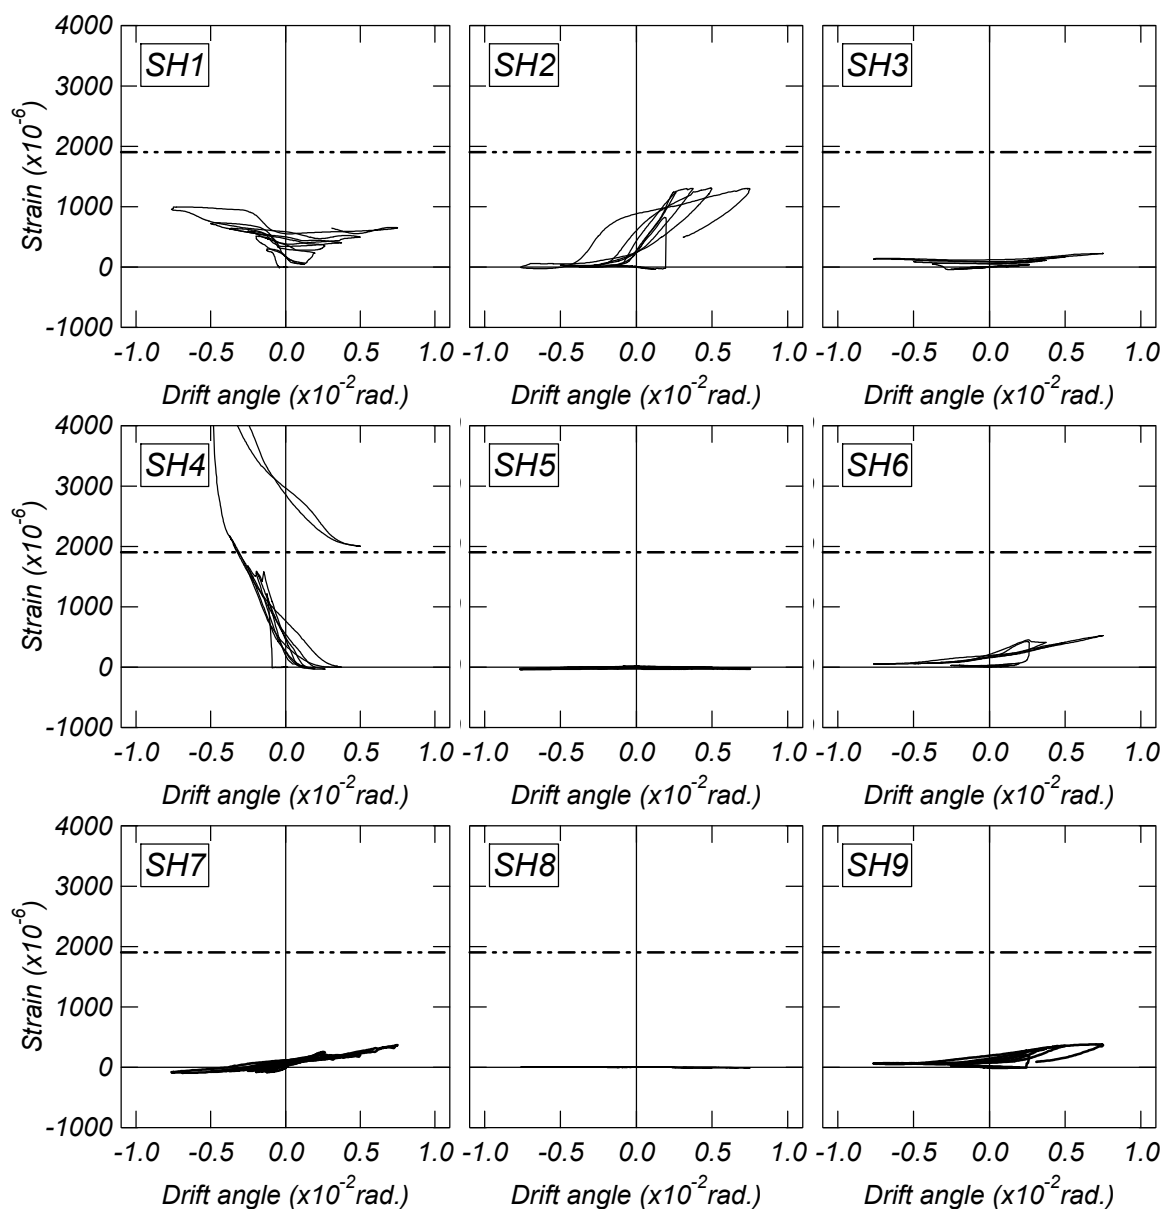 4000
3000
2000
1000
0
-1000
Strain (x10^-6)
SH1
SH2
SH3
-1.0 -0.5 0.0 0.5 1.0 -1.0 -0.5 0.0 0.5 1.0 -1.0 -0.5 0.0 0.5 1.0
Drift angle (x10^-2 rad.) Drift angle (x10^-2 rad.) Drift angle (x10^-2 rad.)
4000
3000
2000
1000
0
-1000
Strain (x10^-6)
SH4
SH5
SH6
-1.0 -0.5 0.0 0.5 1.0 -1.0 -0.5 0.0 0.5 1.0 -1.0 -0.5 0.0 0.5 1.0
Drift angle (x10^-2 rad.) Drift angle (x10^-2 rad.) Drift angle (x10^-2 rad.)
4000
3000
2000
1000
0
-1000
Strain (x10^-6)
SH7
SH8
SH9
-1.0 -0.5 0.0 0.5 1.0 -1.0 -0.5 0.0 0.5 1.0 -1.0 -0.5 0.0 0.5 1.0
Drift angle (x10^-2 rad.) Drift angle (x10^-2 rad.) Drift angle (x10^-2 rad.)